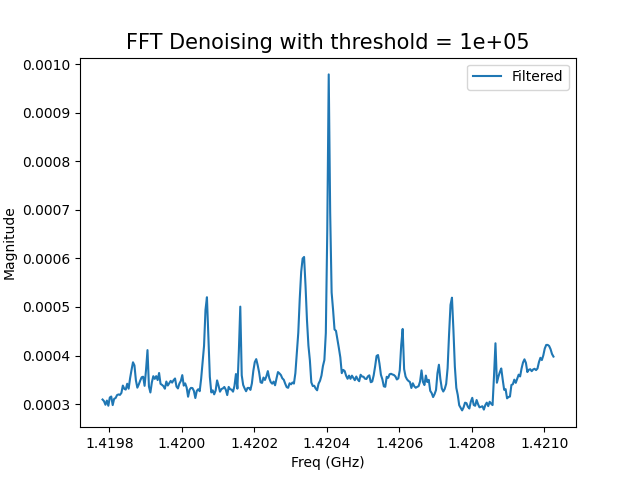 FFT Denoising with threshold = 1e+05
Filtered
0.0010
0.0009
0.0008
0.0007
0.0006
0.0005
0.0004
0.0003
Magnitude
1.4198 1.4200 1.4202 1.4204 1.4206 1.4208 1.4210
Freq (GHz)